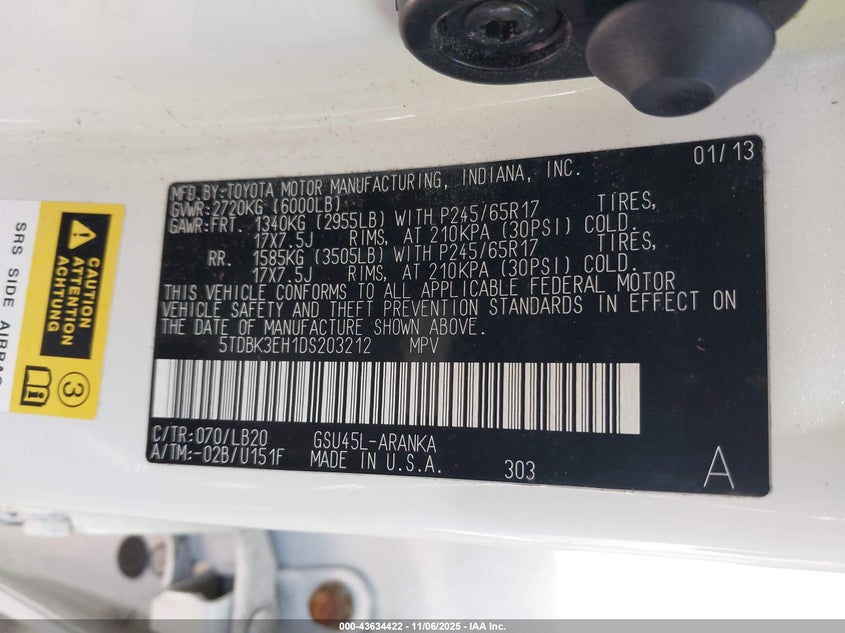 01/13
MFD.BY:TOYOTA MOTOR MANUFACTURING, INDIANA, INC.
GVWR:2720KG (6000LB)
GAWR:FRT. 1340KG (2955LB) WITH P245/65R17 TIRES,
17X7.5J RIMS, AT 210KPA (30PSI) COLD.
RR. 1585KG (3505LB) WITH P245/65R17 TIRES,
17X7.5J RIMS, AT 210KPA (30PSI) COLD.
THIS VEHICLE CONFORMS TO ALL APPLICABLE FEDERAL MOTOR
VEHICLE SAFETY AND THEFT PREVENTION STANDARDS IN EFFECT ON
THE DATE OF MANUFACTURE SHOWN ABOVE.
5TDBK3EH1DS203212 MPV
C/TR:070/LB20 GSU45L-ARANKA
A/TM:-02B/U151F MADE IN U.S.A. 303 A
CAUTION
ATTENTION
ACHTUNG
3
SRS SIDE AIRBAG
000-43634422 - 11/06/2025 - IAA Inc.